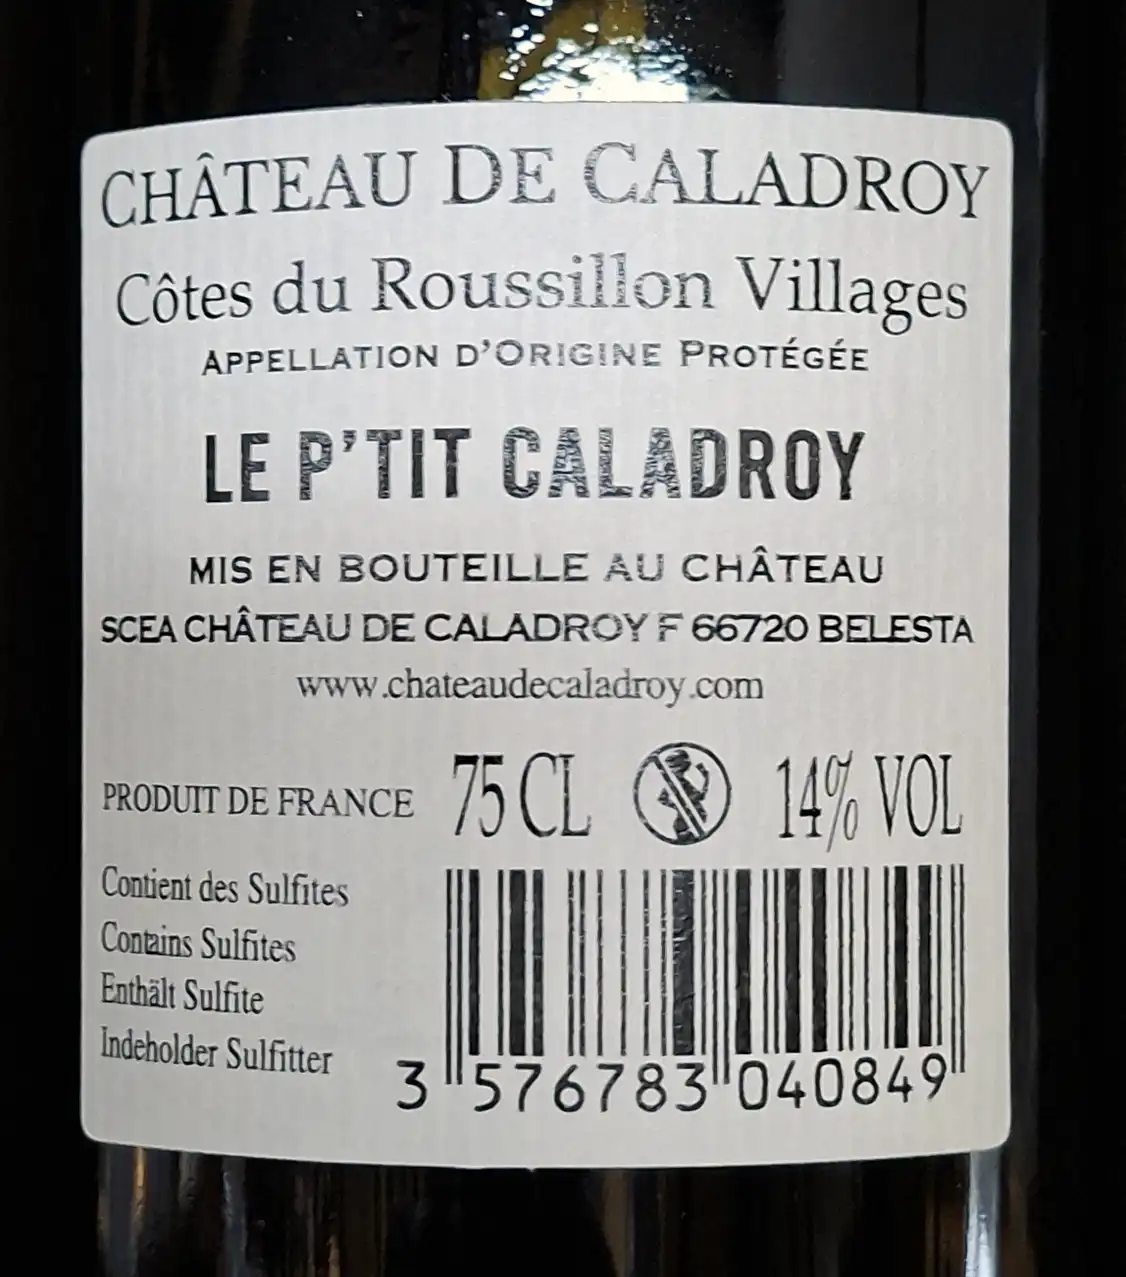 CHÂTEAU DE CALADROY
Côtes du Roussillon Villages
APPELLATION D'ORIGINE PROTÉGÉE
LE P'TIT CALADROY
MIS EN BOUTEILLE AU CHÂTEAU
SCEA CHÂTEAU DE CALADROY F 66720 BELESTA
www.chateaudecaladroy.com
PRODUIT DE FRANCE 75 CL 14% VOL
Contient des Sulfites
Contains Sulfites
Enthält Sulfite
Indeholder Sulfitter
3 576783 040849